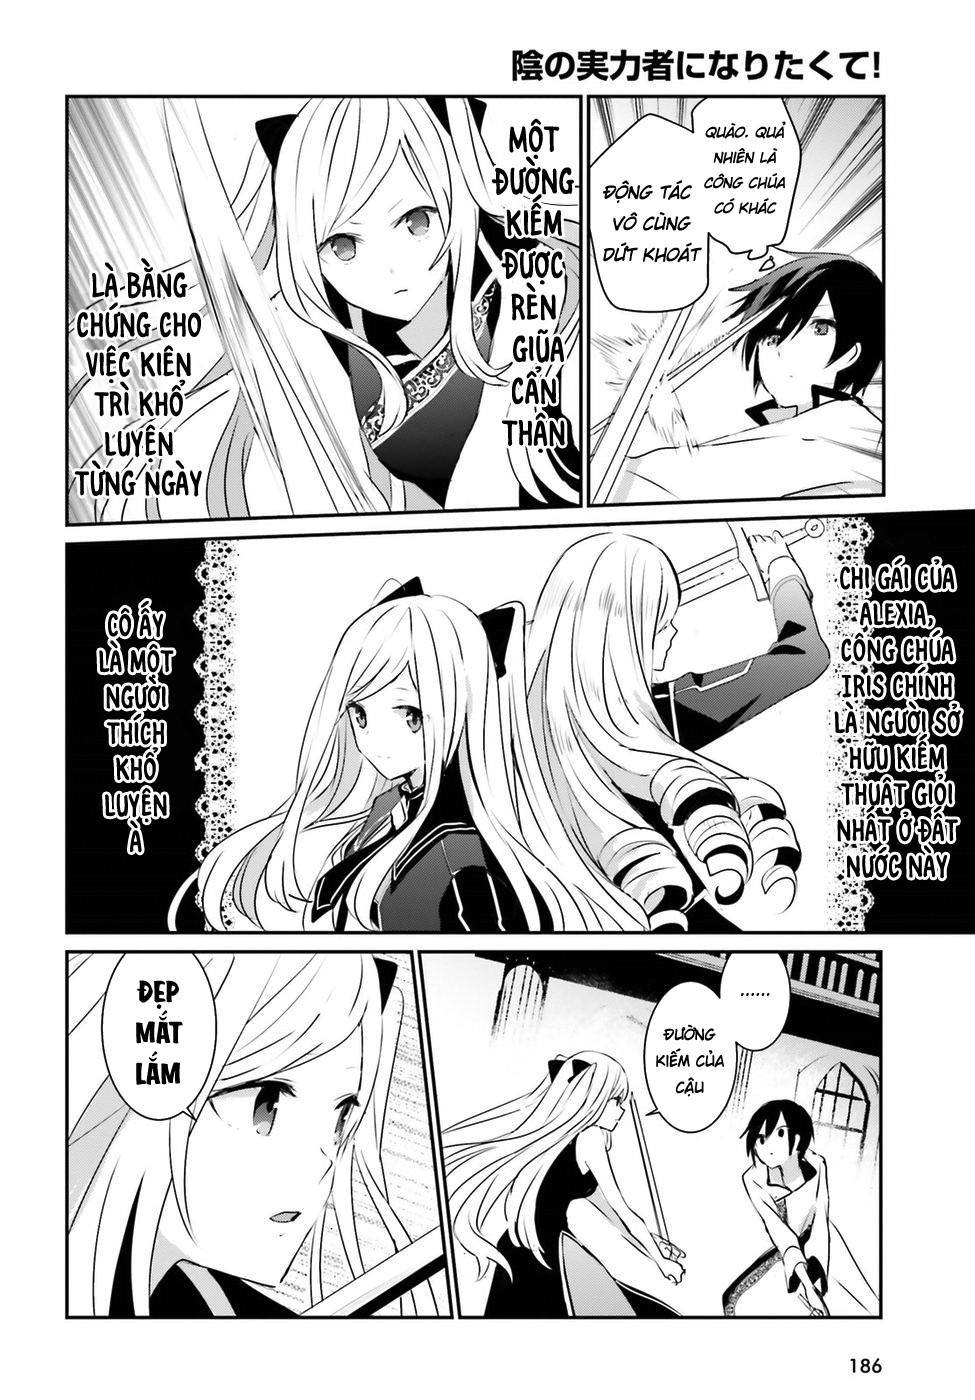 陰の実力者になりたくて!
QUÀO. QUẢ
NHIÊN LÀ
CÔNG CHÚA
CÓ KHÁC
ĐỘNG TÁC
VÔ CÙNG
DỨT KHOÁT
MỘT
ĐƯỜNG
KIẾM
ĐƯỢC
RÈN
GIŨA
CẨN
THẬN
LÀ BẰNG
CHỨNG CHO
VIỆC KIÊN
TRÌ KHỔ
LUYỆN
TỪNG NGÀY
CHỊ GÁI CỦA
ALEXIA,
CÔNG CHÚA
IRIS CHÍNH
LÀ NGƯỜI SỞ
HỮU KIẾM
THUẬT GIỎI
NHẤT Ở ĐẤT
NƯỚC NÀY
CÔ ẤY
LÀ MỘT
NGƯỜI
THÍCH
KHỔ
LUYỆN
À
......
ĐƯỜNG
KIẾM CỦA
CẬU
ĐẸP
MẮT
LẮM
186